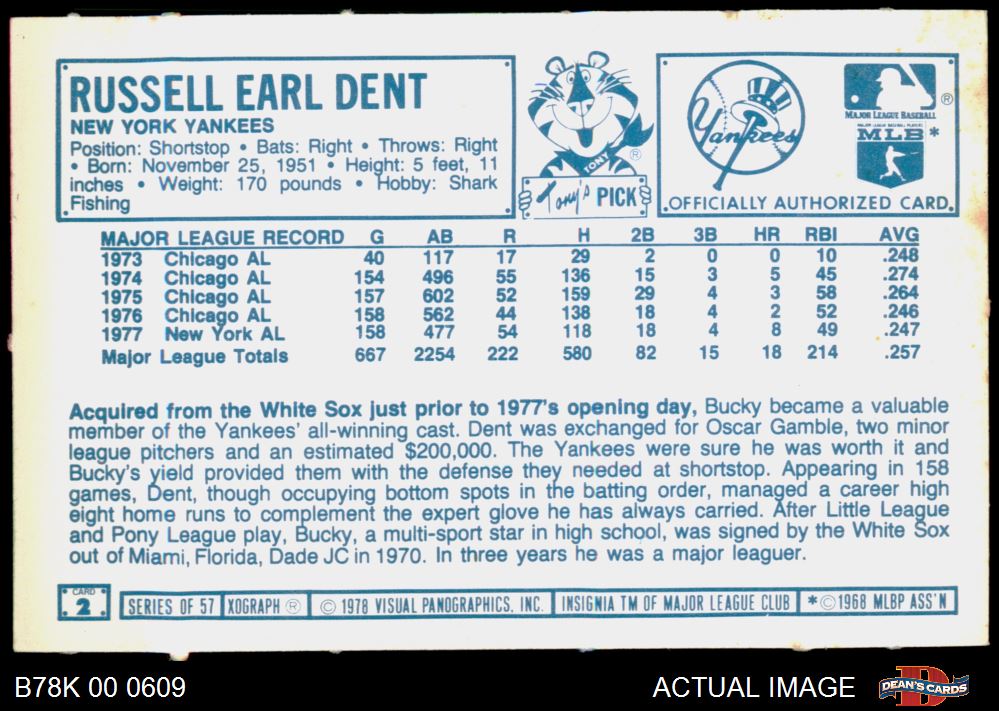 RUSSELL EARL DENT
NEW YORK YANKEES
Position: Shortstop • Bats: Right • Throws: Right
• Born: November 25, 1951 • Height: 5 feet, 11
inches • Weight: 170 pounds • Hobby: Shark
Fishing
TONY
®
Tony's PICK
Yankees
®
MAJOR LEAGUE BASEBALL
MAJOR LEAGUE BASEBALL PLAYERS
MLB*
OFFICIALLY AUTHORIZED CARD
MAJOR LEAGUE RECORD G AB R H 2B 3B HR RBI AVG
1973 Chicago AL 40 117 17 29 2 0 0 10 .248
1974 Chicago AL 154 496 55 136 15 3 5 45 .274
1975 Chicago AL 157 602 52 159 29 4 3 58 .264
1976 Chicago AL 158 562 44 138 18 4 2 52 .246
1977 New York AL 158 477 54 118 18 4 8 49 .247
Major League Totals 667 2254 222 580 82 15 18 214 .257
Acquired from the White Sox just prior to 1977's opening day, Bucky became a valuable
member of the Yankees' all-winning cast. Dent was exchanged for Oscar Gamble, two minor
league pitchers and an estimated $200,000. The Yankees were sure he was worth it and
Bucky's yield provided them with the defense they needed at shortstop. Appearing in 158
games, Dent, though occupying bottom spots in the batting order, managed a career high
eight home runs to complement the expert glove he has always carried. After Little League
and Pony League play, Bucky, a multi-sport star in high school, was signed by the White Sox
out of Miami, Florida, Dade JC in 1970. In three years he was a major leaguer.
CARD
2
SERIES OF 57 XOGRAPH ® © 1978 VISUAL PANOGRAPHICS, INC. INSIGNIA TM OF MAJOR LEAGUE CLUB *© 1968 MLBP ASS'N
B78K 00 0609
ACTUAL IMAGE
D
DEAN'S CARDS